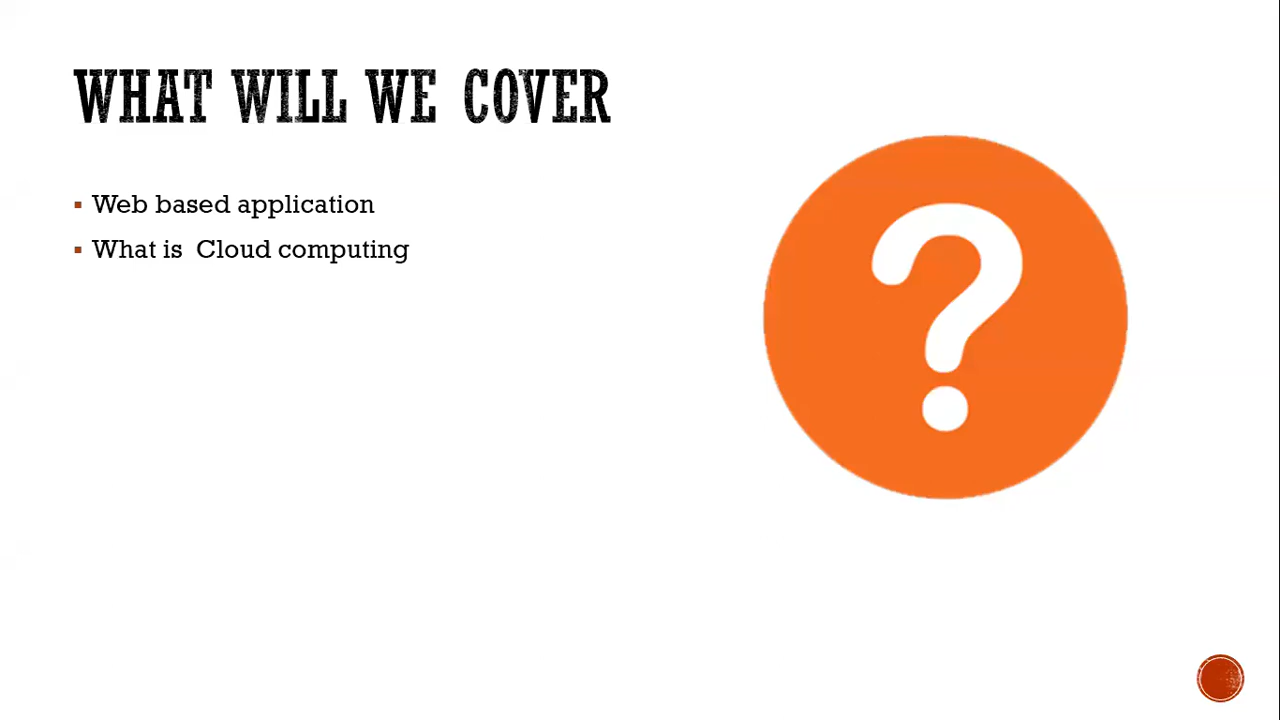 WHAT WILL WE COVER
▪ Web based application
▪ What is  Cloud computing
?